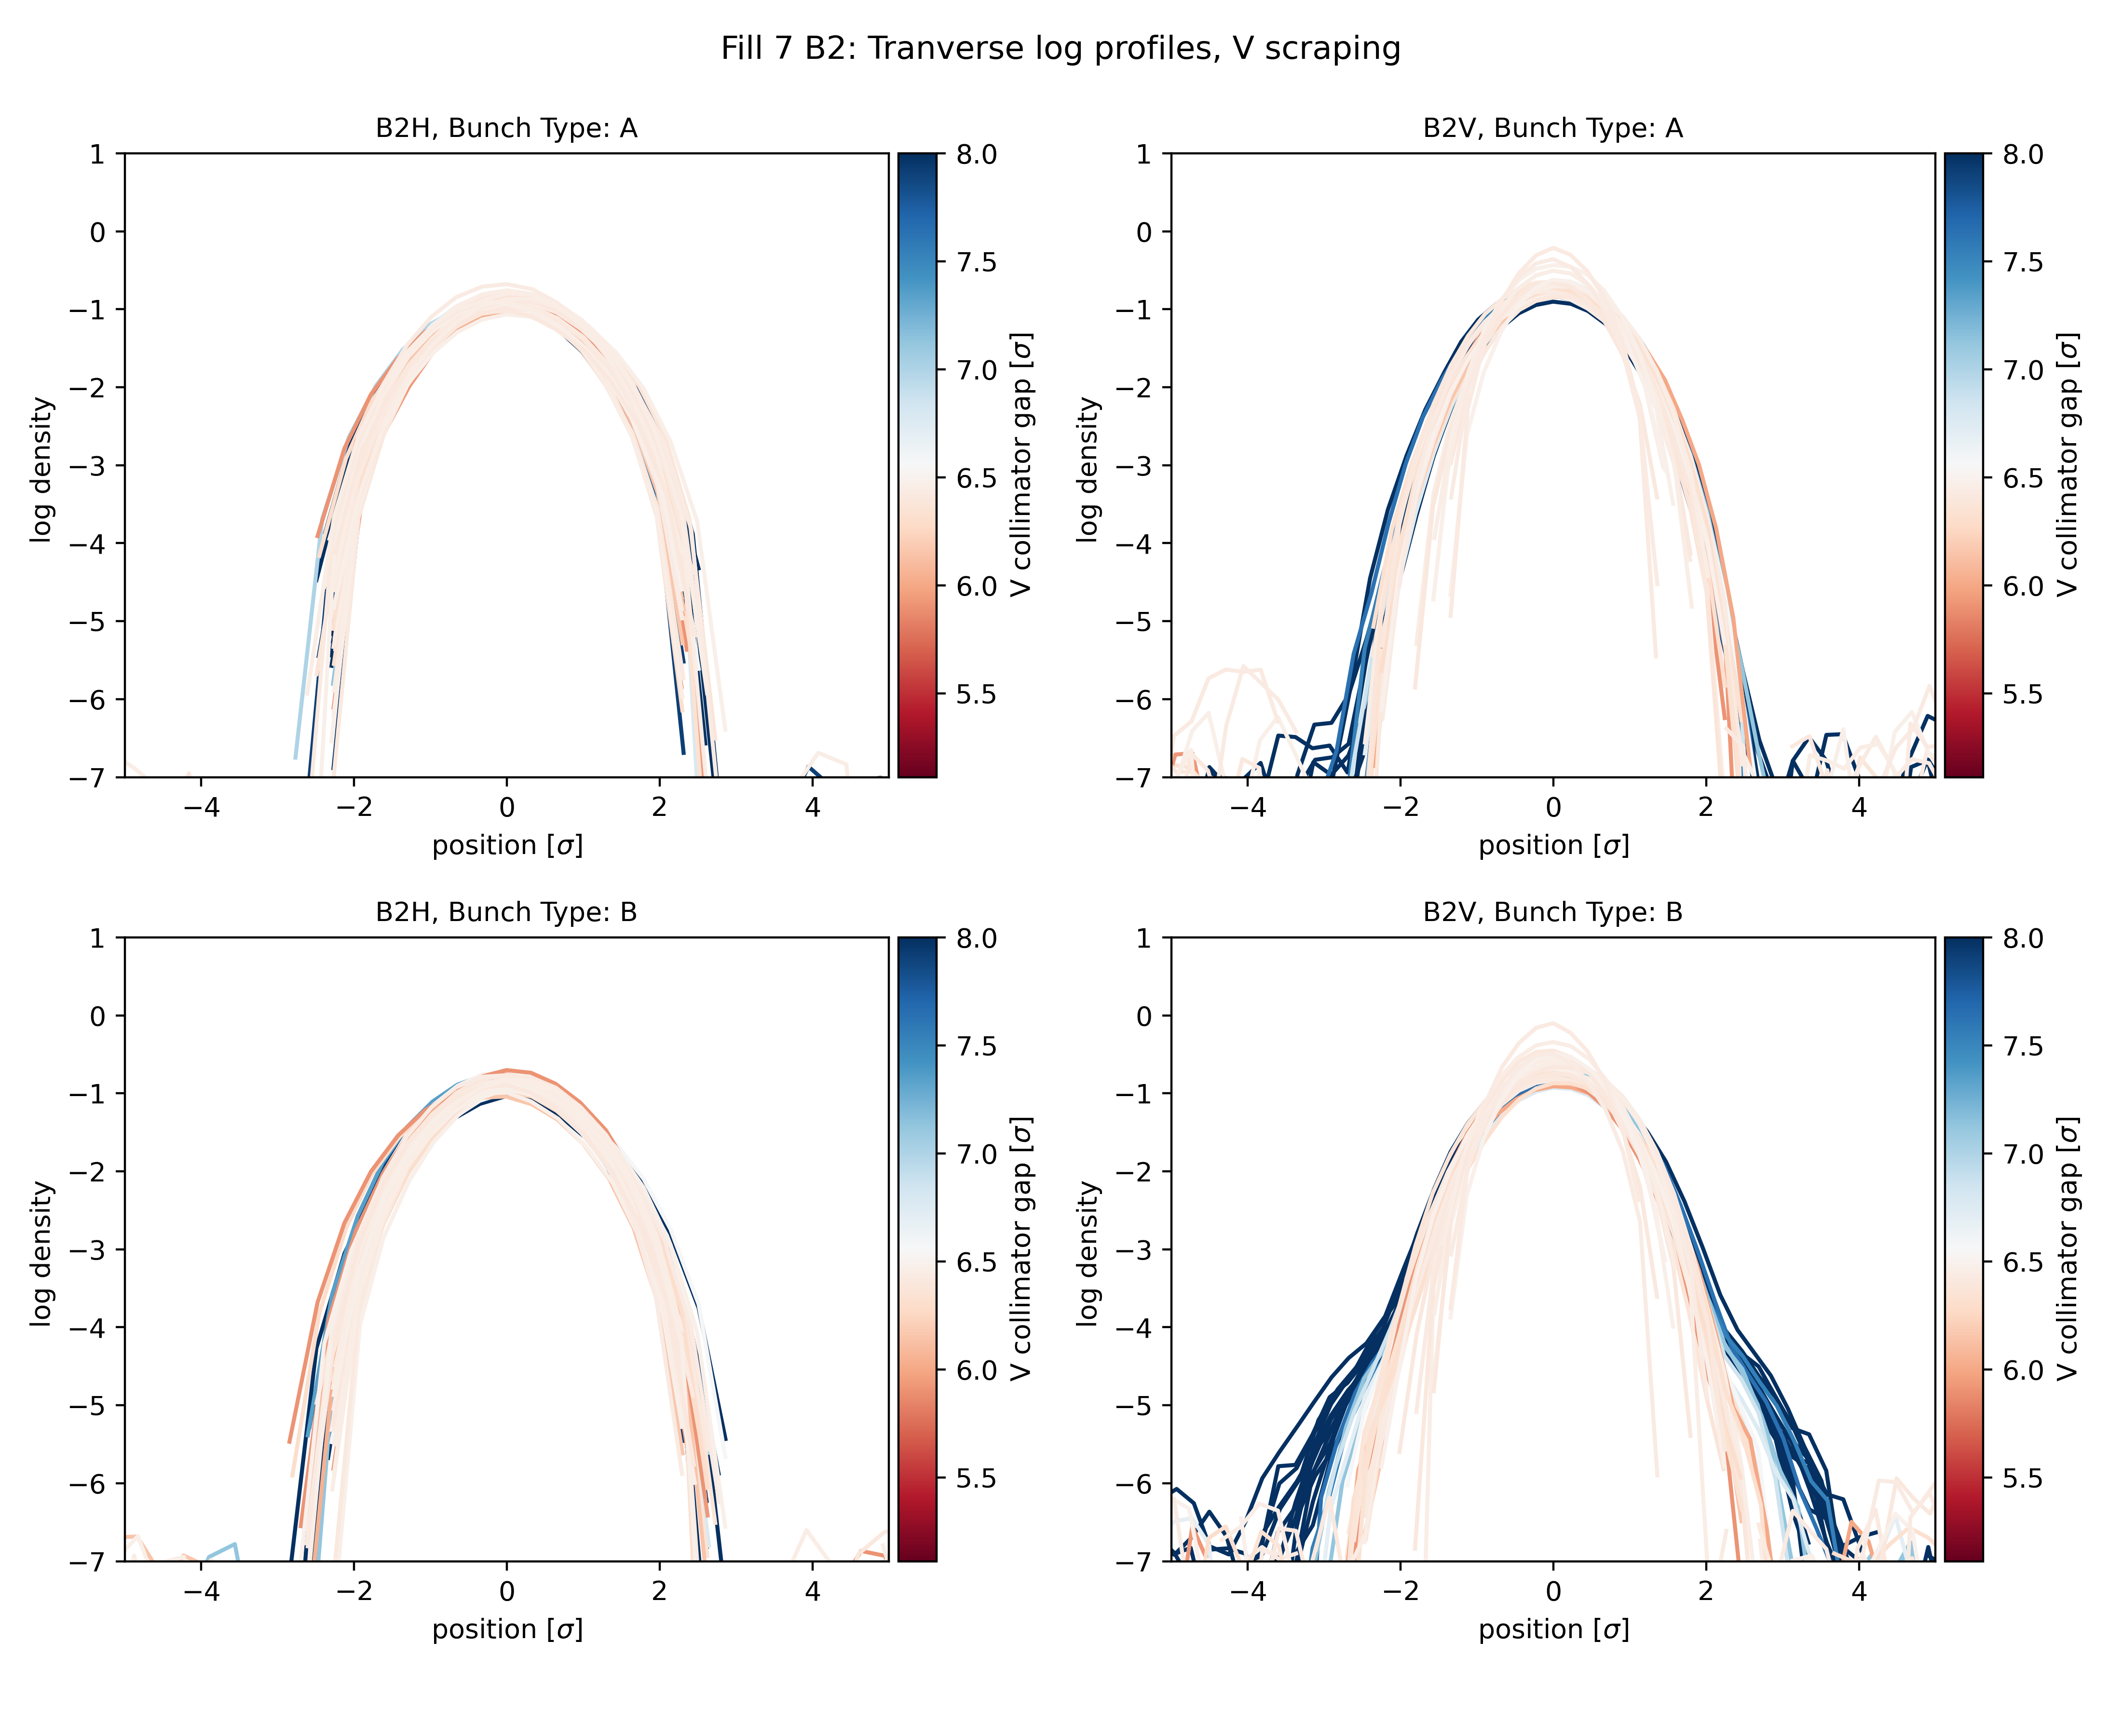 Fill 7 B2: Tranverse log profiles, V scraping
B2H, Bunch Type: A
1
0
−1
−2
−3
−4
−5
−6
−7
log density
−4 −2 0 2 4
position [σ]
8.0
7.5
7.0
6.5
6.0
5.5
V collimator gap [σ]
B2V, Bunch Type: A
1
0
−1
−2
−3
−4
−5
−6
−7
log density
−4 −2 0 2 4
position [σ]
8.0
7.5
7.0
6.5
6.0
5.5
V collimator gap [σ]
B2H, Bunch Type: B
1
0
−1
−2
−3
−4
−5
−6
−7
log density
−4 −2 0 2 4
position [σ]
8.0
7.5
7.0
6.5
6.0
5.5
V collimator gap [σ]
B2V, Bunch Type: B
1
0
−1
−2
−3
−4
−5
−6
−7
log density
−4 −2 0 2 4
position [σ]
8.0
7.5
7.0
6.5
6.0
5.5
V collimator gap [σ]